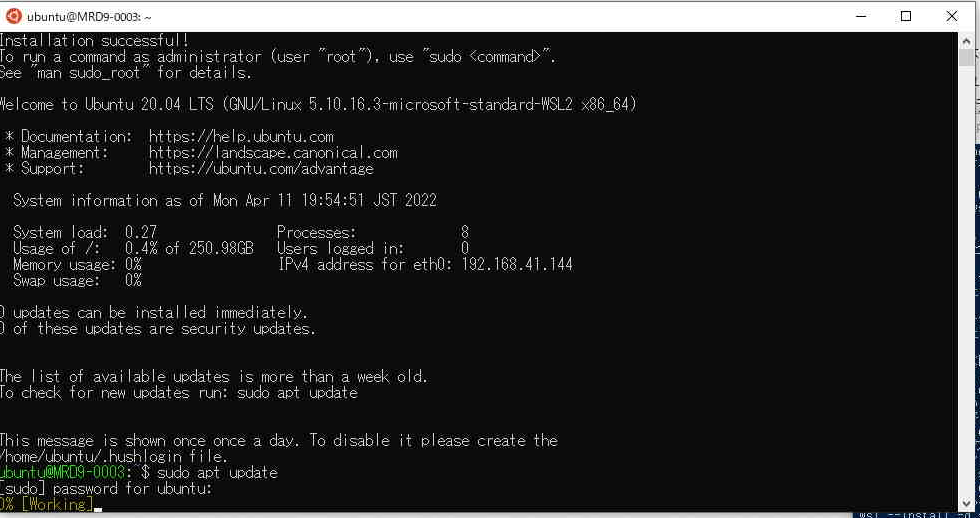 ubuntu@MRD9-0003: ~
Installation successful!
To run a command as administrator (user "root"), use "sudo <command>".
See "man sudo_root" for details.
Welcome to Ubuntu 20.04 LTS (GNU/Linux 5.10.16.3-microsoft-standard-WSL2 x86_64)
* Documentation:  https://help.ubuntu.com
* Management:     https://landscape.canonical.com
* Support:        https://ubuntu.com/advantage
System information as of Mon Apr 11 19:54:51 JST 2022
System load:  0.27                Processes:             8
Usage of /:   0.4% of 250.98GB   Users logged in:       0
Memory usage: 0%                 IPv4 address for eth0: 192.168.41.144
Swap usage:   0%
0 updates can be installed immediately.
0 of these updates are security updates.
The list of available updates is more than a week old.
To check for new updates run: sudo apt update
This message is shown once once a day. To disable it please create the
/home/ubuntu/.hushlogin file.
ubuntu@MRD9-0003:~$ sudo apt update
[sudo] password for ubuntu:
0% [Working]
wsl --install -d